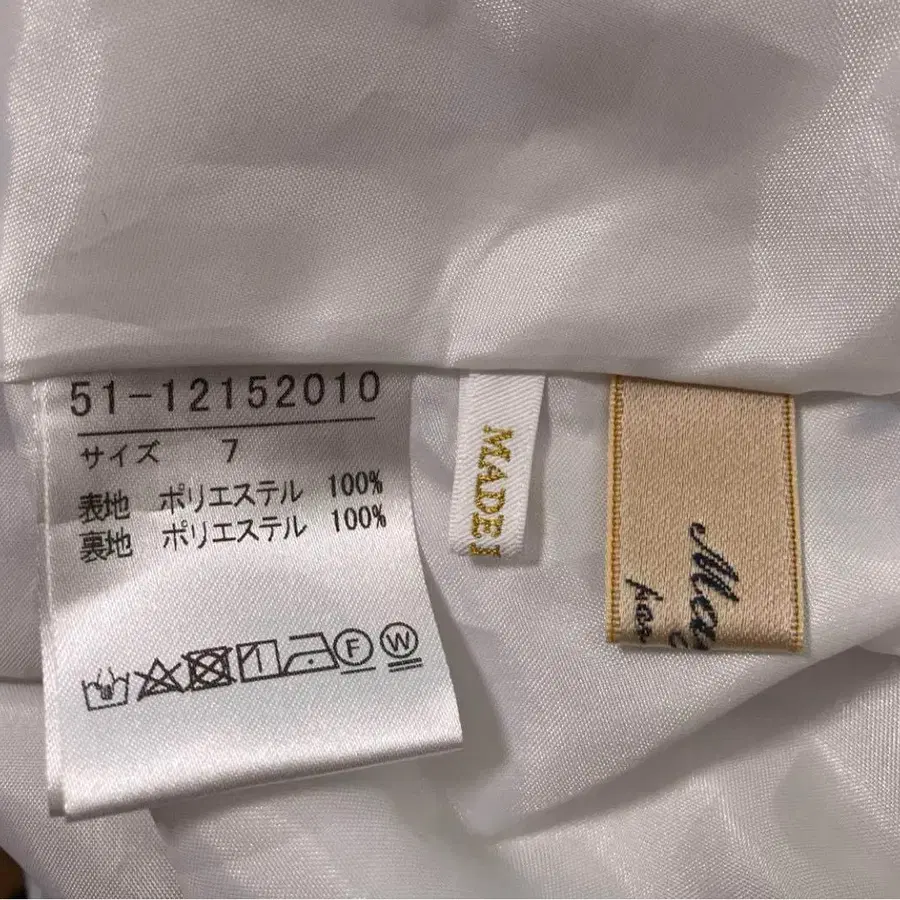 51-12152010
サイズ 7
表地 ポリエステル 100%
裏地 ポリエステル 100%
F W
MADE